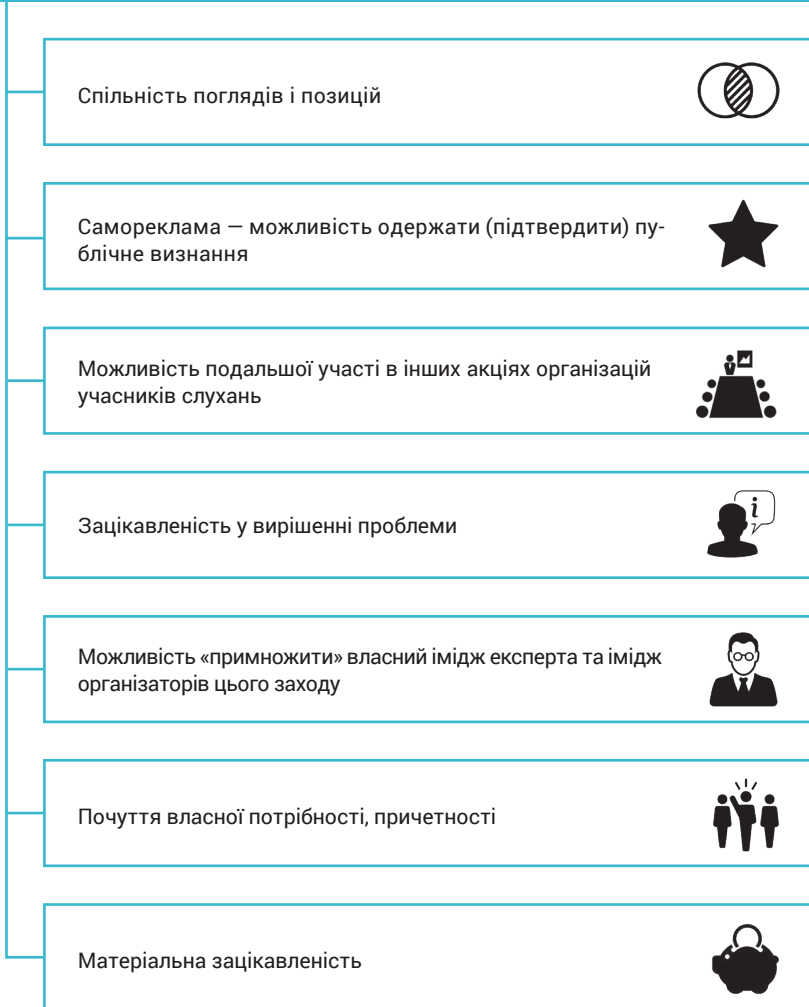 Спільність поглядів і позицій
Самореклама — можливість одержати (підтвердити) пу-
блічне визнання
Можливість подальшої участі в інших акціях організацій
учасників слухань
i
Зацікавленість у вирішенні проблеми
Можливість «примножити» власний імідж експерта та імідж
організаторів цього заходу
Почуття власної потрібності, причетності
Матеріальна зацікавленість